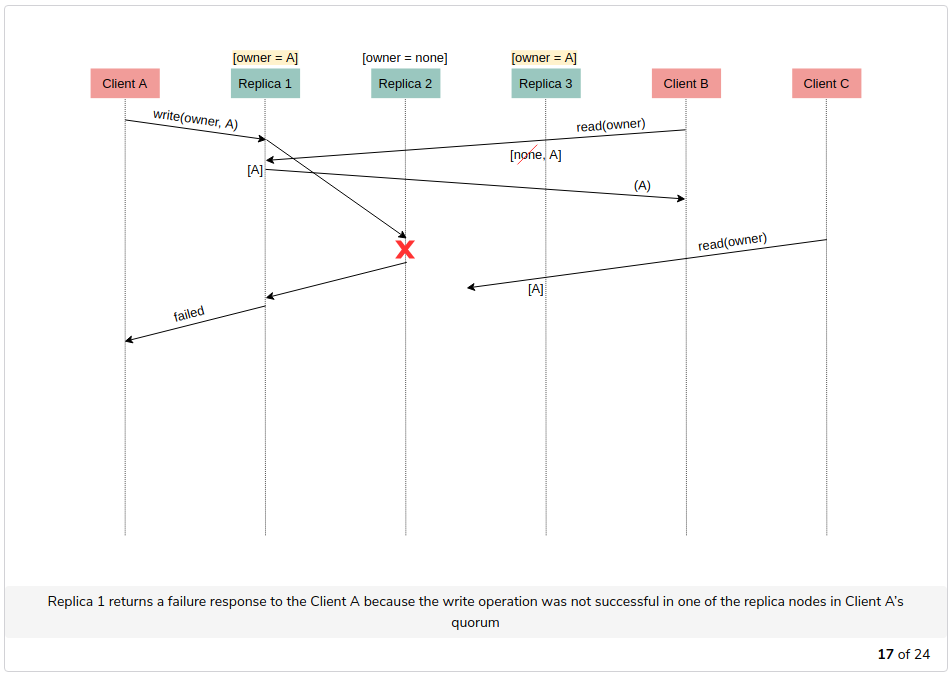 [owner = A]
[owner = none]
[owner = A]
Client A
Replica 1
Replica 2
Replica 3
Client B
Client C
write(owner, A)
read(owner)
[none, A]
[A]
(A)
read(owner)
[A]
failed
Replica 1 returns a failure response to the Client A because the write operation was not successful in one of the replica nodes in Client A’s
quorum
17 of 24